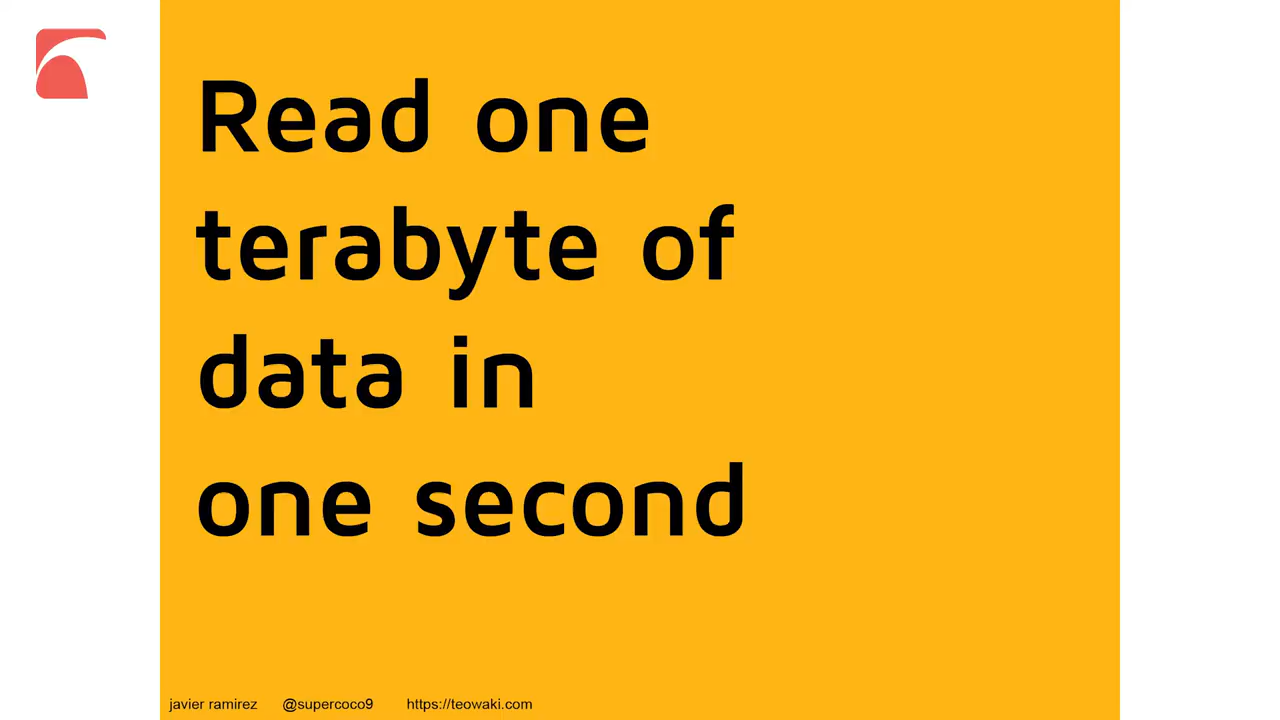 Read one
terabyte of
data in
one second
javier ramirez @supercoco9 https://teowaki.com